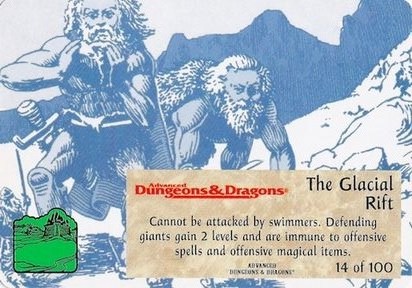 Advanced
Dungeons & Dragons®
The Glacial
Rift
Cannot be attacked by swimmers. Defending
giants gain 2 levels and are immune to offensive
spells and offensive magical items.
ADVANCED
DUNGEONS & DRAGONS®
14 of 100